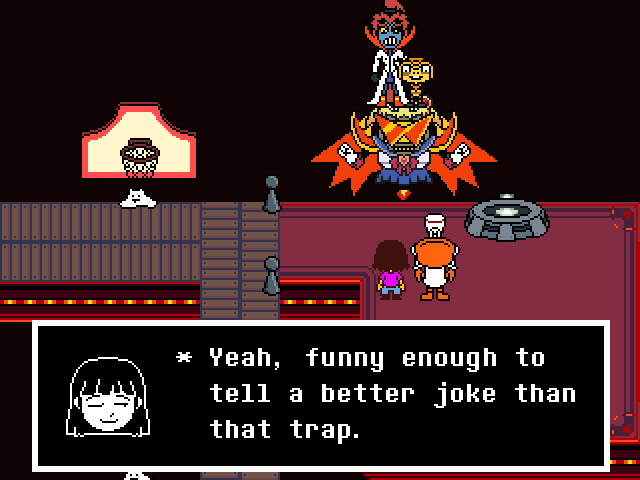 * Yeah, funny enough to
tell a better joke than
that trap.